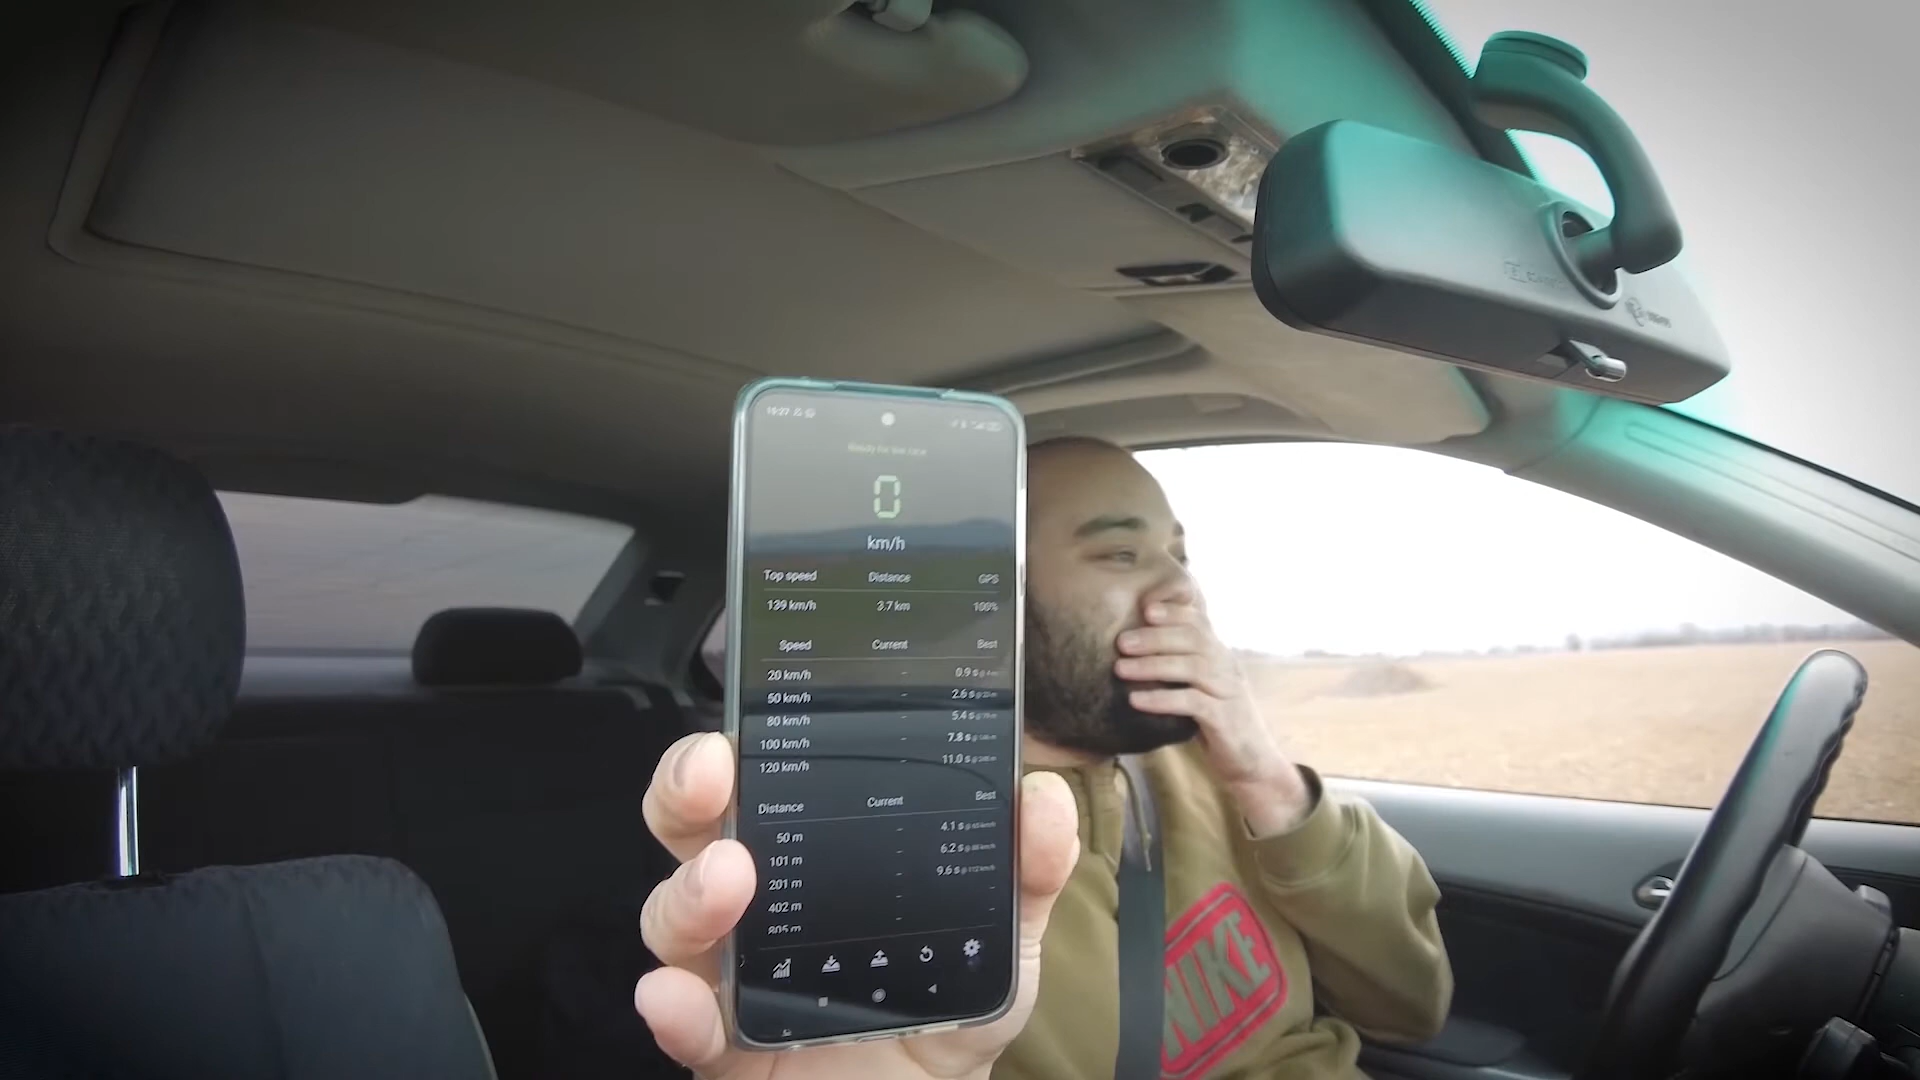 Ready for the race
0
km/h
Top speed Distance GPS
139 km/h 3.7 km 100%
Speed Current Best
20 km/h - 0.9 s
50 km/h - 2.6 s
80 km/h - 5.4 s
100 km/h - 7.8 s
120 km/h - 11.0 s
Distance Current Best
50 m - 4.1 s
101 m - 6.2 s
201 m - 9.6 s
402 m - -
805 m
NIKE